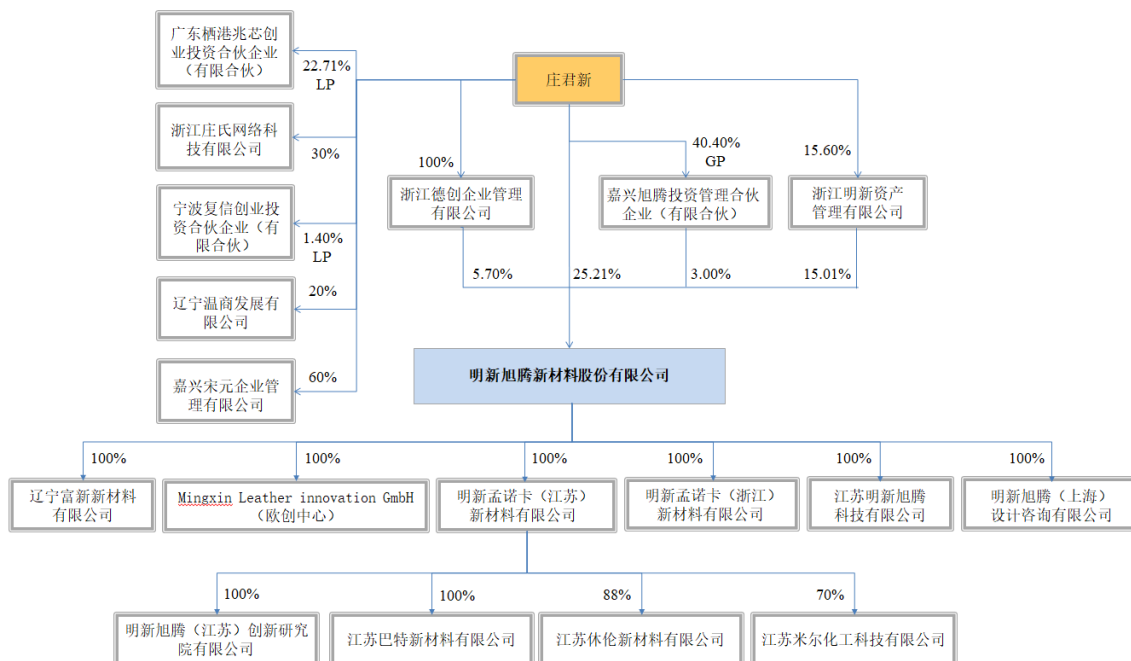 广东栖港兆芯创
业投资合伙企业
（有限合伙）
22.71%
LP
庄君新
浙江庄氏网络科
技有限公司
30%
100%
40.40%
GP
15.60%
浙江德创企业管理
有限公司
嘉兴旭腾投资管理合伙
企业（有限合伙）
浙江明新资产
管理有限公司
宁波复信创业投
资合伙企业（有
限合伙）
1.40%
LP
5.70%
25.21%
3.00%
15.01%
辽宁温商发展有
限公司
20%
嘉兴宋元企业管
理有限公司
60%
明新旭腾新材料股份有限公司
100%
100%
100%
100%
100%
100%
辽宁富新新材料
有限公司
Mingxin Leather innovation GmbH
（欧创中心）
明新孟诺卡（江苏）
新材料有限公司
明新孟诺卡（浙江）
新材料有限公司
江苏明新旭腾
科技有限公司
明新旭腾（上海）
设计咨询有限公司
100%
100%
88%
70%
明新旭腾（江苏）创新研究
院有限公司
江苏巴特新材料有限公司
江苏休伦新材料有限公司
江苏米尔化工科技有限公司